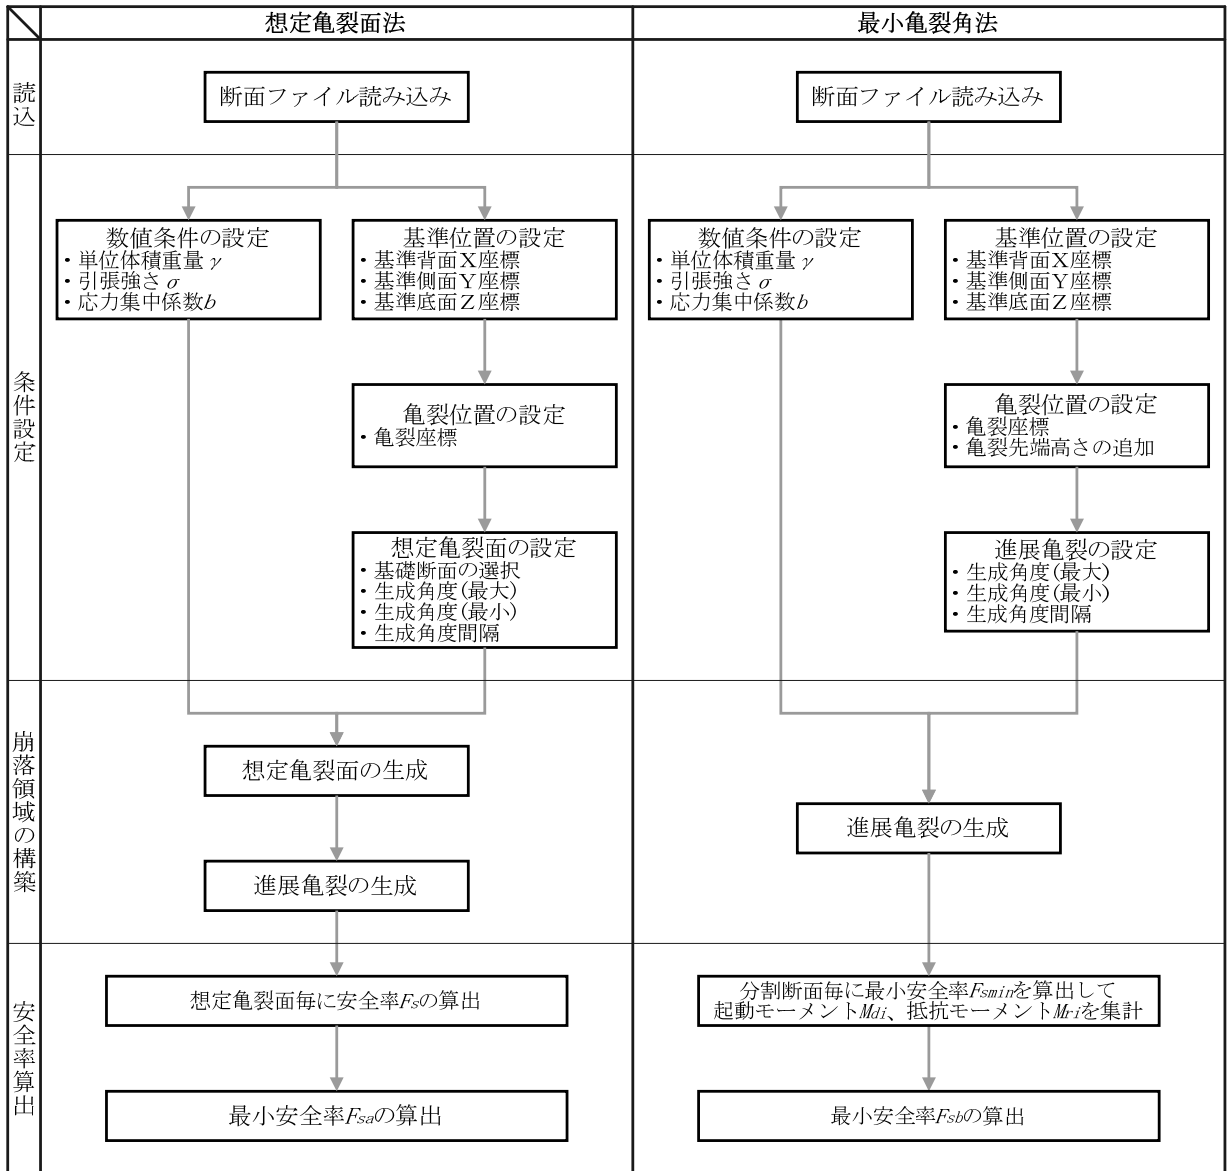 想定亀裂面法
最小亀裂角法
読込
断面ファイル読み込み
断面ファイル読み込み
条件設定
数値条件の設定
・単位体積重量γ
・引張強さσ
・応力集中係数b
基準位置の設定
・基準背面X座標
・基準側面Y座標
・基準底面Z座標
亀裂位置の設定
・亀裂座標
想定亀裂面の設定
・基礎断面の選択
・生成角度(最大)
・生成角度(最小)
・生成角度間隔
数値条件の設定
・単位体積重量γ
・引張強さσ
・応力集中係数b
基準位置の設定
・基準背面X座標
・基準側面Y座標
・基準底面Z座標
亀裂位置の設定
・亀裂座標
・亀裂先端高さの追加
進展亀裂の設定
・生成角度(最大)
・生成角度(最小)
・生成角度間隔
崩落領域の構築
想定亀裂面の生成
進展亀裂の生成
進展亀裂の生成
安全率算出
想定亀裂面毎に安全率Fsの算出
最小安全率Fsaの算出
分割断面毎に最小安全率Fsminを算出して
起動モーメントMdi、抵抗モーメントMriを集計
最小安全率Fsbの算出